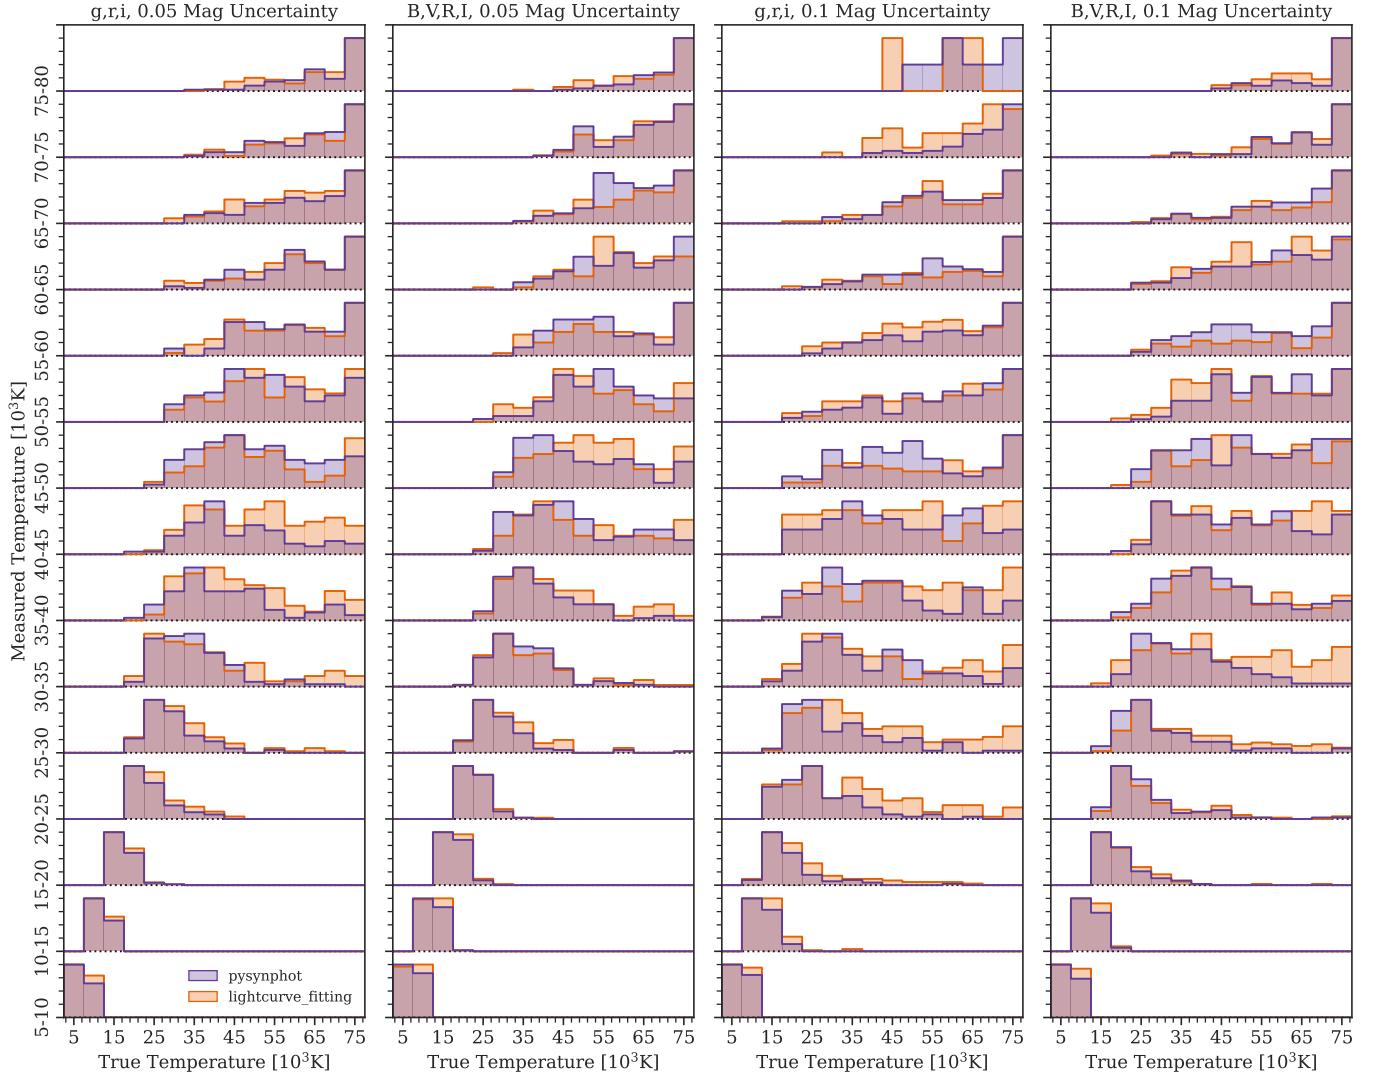 g,r,i, 0.05 Mag Uncertainty
B,V,R,I, 0.05 Mag Uncertainty
g,r,i, 0.1 Mag Uncertainty
B,V,R,I, 0.1 Mag Uncertainty
Measured Temperature [10³K]
75-80
70-75
65-70
60-65
55-60
50-55
45-50
40-45
35-40
30-35
25-30
20-25
15-20
10-15
5-10
pysynphot
lightcurve_fitting
5 15 25 35 45 55 65 75
5 15 25 35 45 55 65 75
5 15 25 35 45 55 65 75
5 15 25 35 45 55 65 75
True Temperature [10³K]
True Temperature [10³K]
True Temperature [10³K]
True Temperature [10³K]